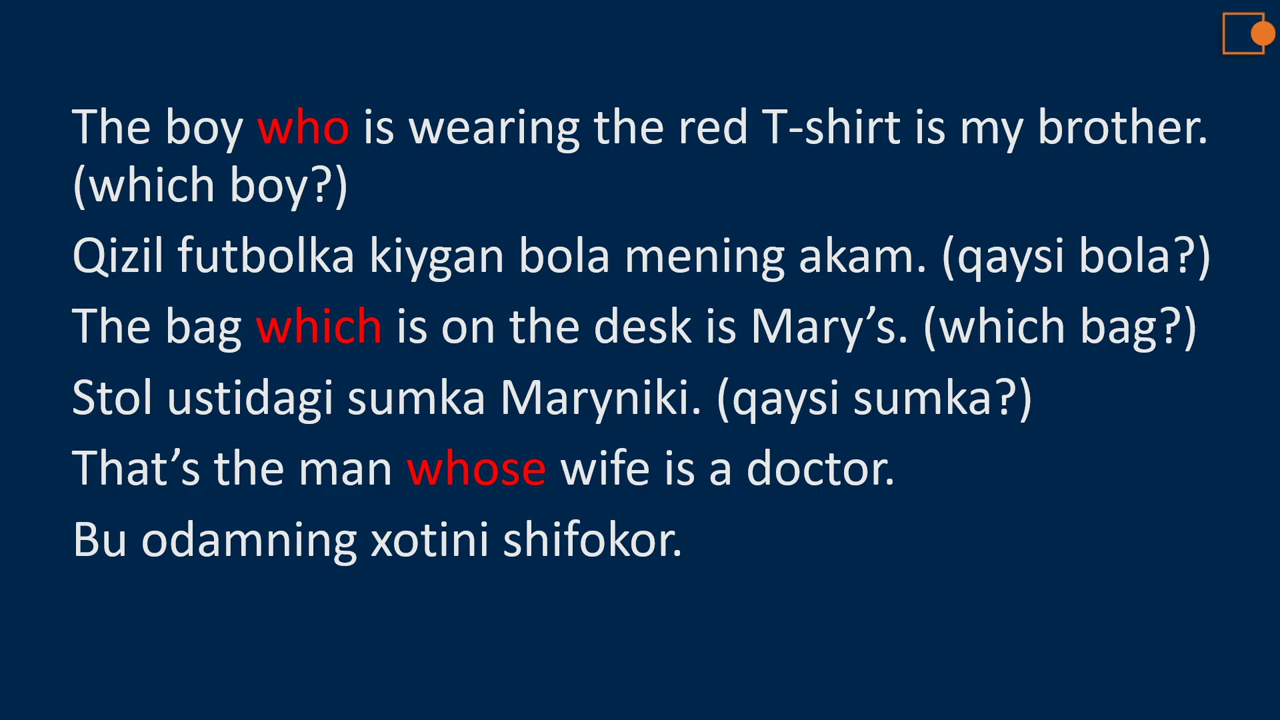 The boy who is wearing the red T-shirt is my brother.
(which boy?)
Qizil futbolka kiygan bola mening akam. (qaysi bola?)
The bag which is on the desk is Mary’s. (which bag?)
Stol ustidagi sumka Maryniki. (qaysi sumka?)
That’s the man whose wife is a doctor.
Bu odamning xotini shifokor.